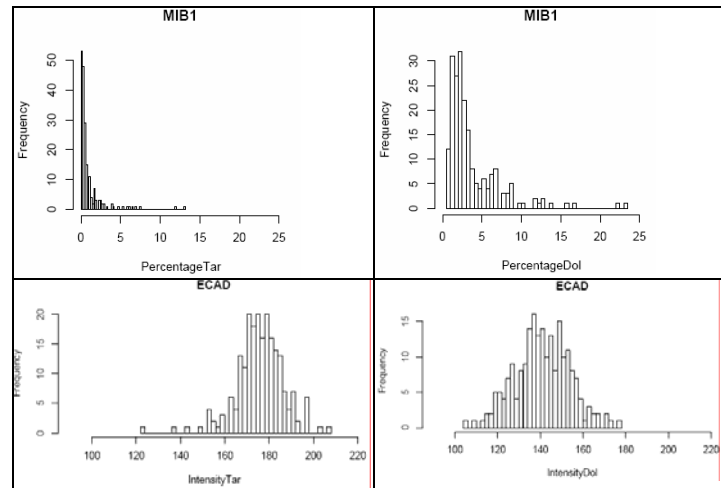 MIB1
Frequency
0 10 20 30 40 50
0 5 10 15 20 25
PercentageTar
MIB1
Frequency
0 5 10 15 20 25 30
0 5 10 15 20 25
PercentageDol
ECAD
Frequency
0 5 10 15 20
100 120 140 160 180 200 220
IntensityTar
ECAD
Frequency
0 5 10 15
100 120 140 160 180 200 220
IntensityDol